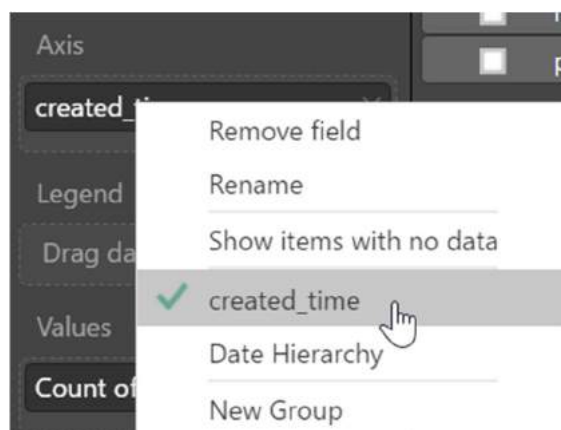 Axis
created_
Remove field
Legend
Rename
Drag da
Show items with no data
created_time
Values
Date Hierarchy
Count of
New Group